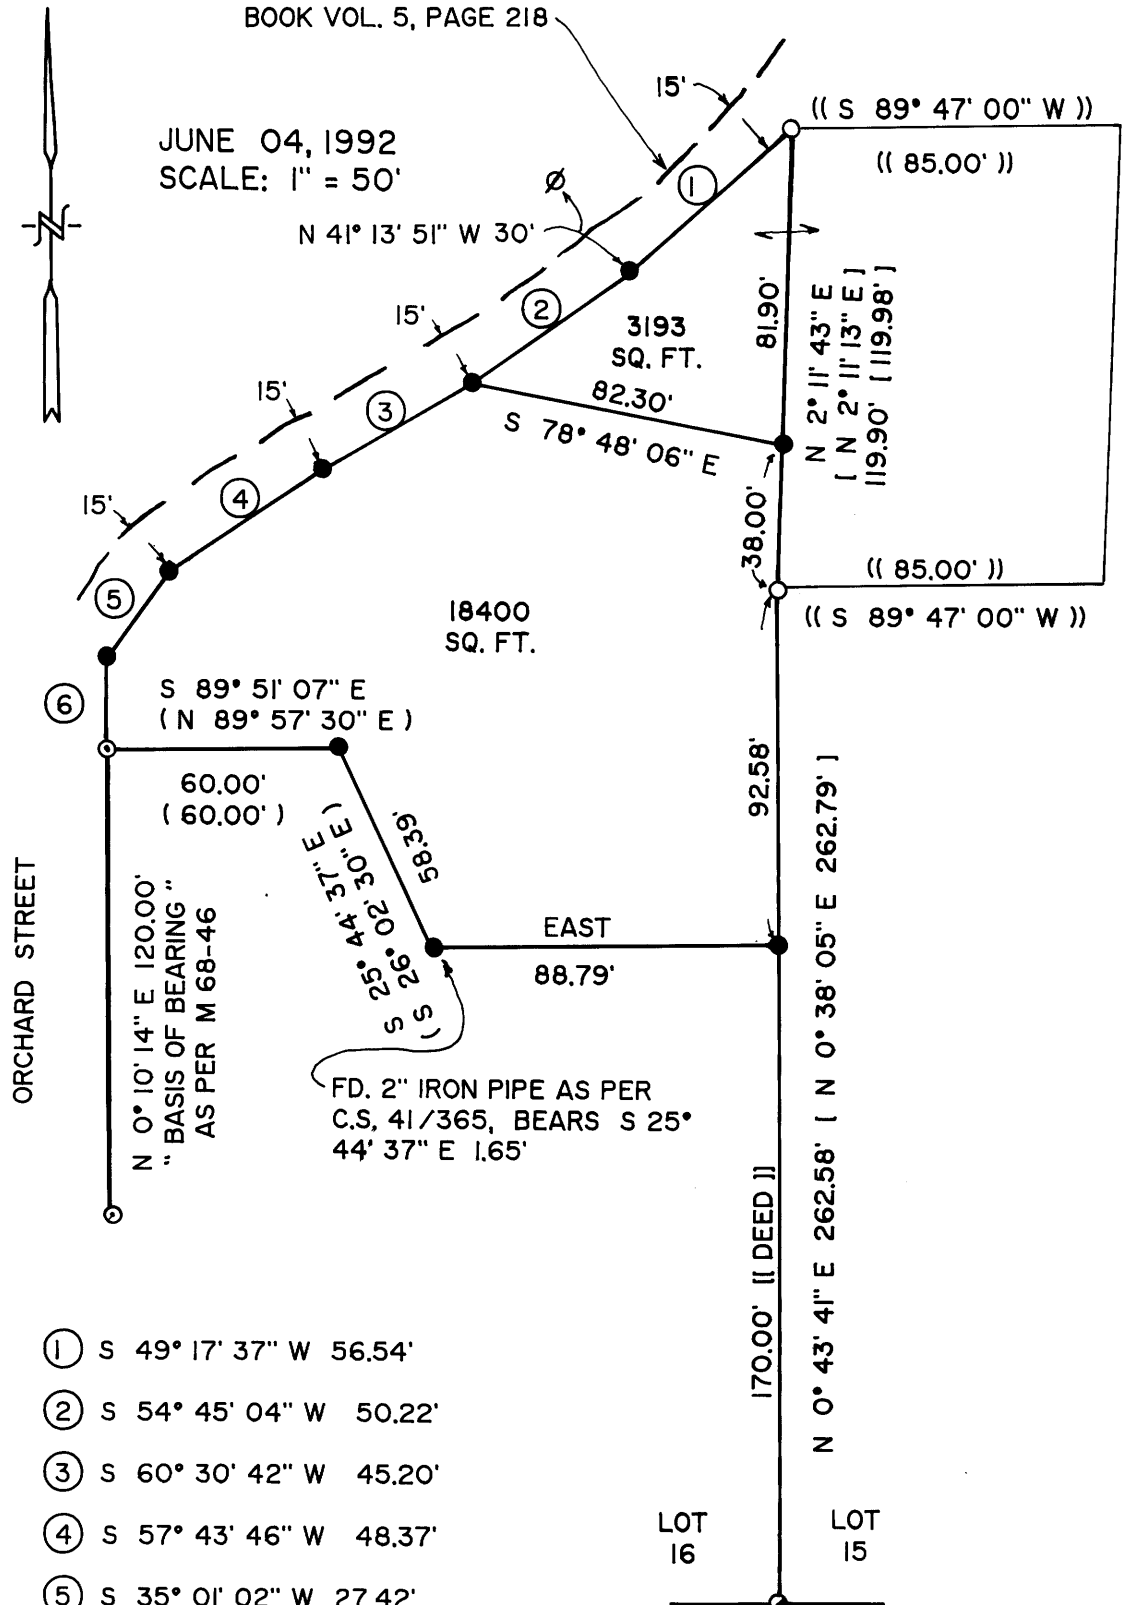 BOOK VOL. 5, PAGE 218
15'
(( S 89° 47' 00" W ))
(( 85.00' ))
JUNE 04, 1992
SCALE: 1" = 50'
1
Ø
N 41° 13' 51" W 30'
2
15'
3193
SQ. FT.
81.90'
N 2° 11' 43" E
[ N 2° 11' 13" E ]
119.90' [ 119.98' ]
82.30'
S 78° 48' 06" E
15'
3
4
15'
38.00'
(( 85.00' ))
(( S 89° 47' 00" W ))
5
18400
SQ. FT.
6
S 89° 51' 07" E
( N 89° 57' 30" E )
60.00'
( 60.00' )
92.58'
58.39'
S 25° 44' 37" E
( S 26° 02' 30" E )
EAST
88.79'
ORCHARD STREET
N 0° 10' 14" E 120.00'
" BASIS OF BEARING "
AS PER M 68-46
FD. 2" IRON PIPE AS PER
C.S, 41/365, BEARS S 25°
44' 37" E 1.65'
170.00' [[ DEED ]]
N 0° 43' 41" E 262.58' [ N 0° 38' 05" E 262.79' ]
1 S 49° 17' 37" W 56.54'
2 S 54° 45' 04" W 50.22'
3 S 60° 30' 42" W 45.20'
4 S 57° 43' 46" W 48.37'
5 S 35° 01' 02" W 27.42'
LOT
16
LOT
15